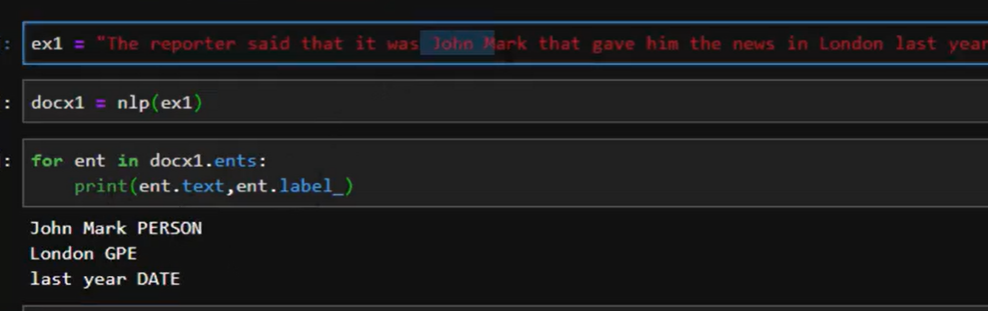 : ex1 = "The reporter said that it was John Mark that gave him the news in London last year
: docx1 = nlp(ex1)
: for ent in docx1.ents:
print(ent.text,ent.label_)
John Mark PERSON
London GPE
last year DATE